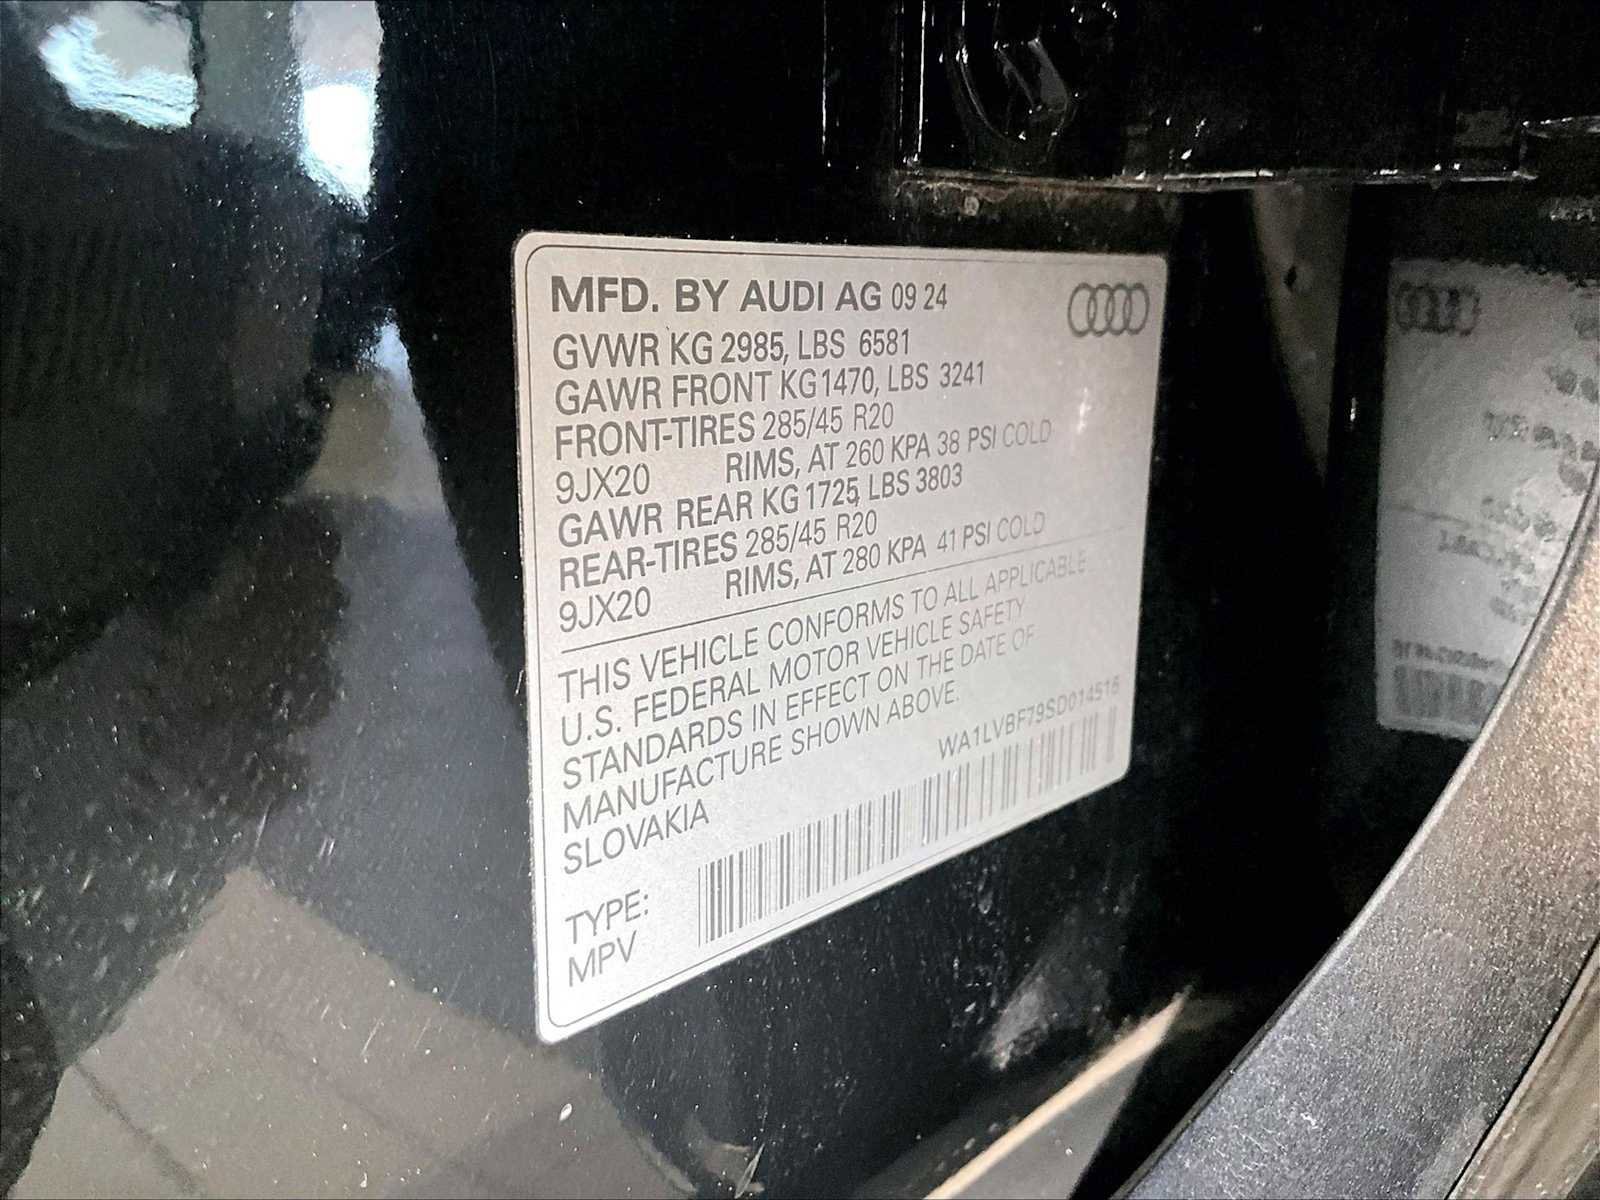 MFD. BY AUDI AG 09 24
GVWR KG 2985, LBS 6581
GAWR FRONT KG1470, LBS 3241
FRONT-TIRES 285/45 R20
9JX20 RIMS, AT 260 KPA 38 PSI COLD
GAWR REAR KG 1725, LBS 3803
REAR-TIRES 285/45 R20
9JX20 RIMS, AT 280 KPA 41 PSI COLD
THIS VEHICLE CONFORMS TO ALL APPLICABLE
U.S. FEDERAL MOTOR VEHICLE SAFETY
STANDARDS IN EFFECT ON THE DATE OF
MANUFACTURE SHOWN ABOVE.
SLOVAKIA
WA1LVBF79SD014516
TYPE:
MPV